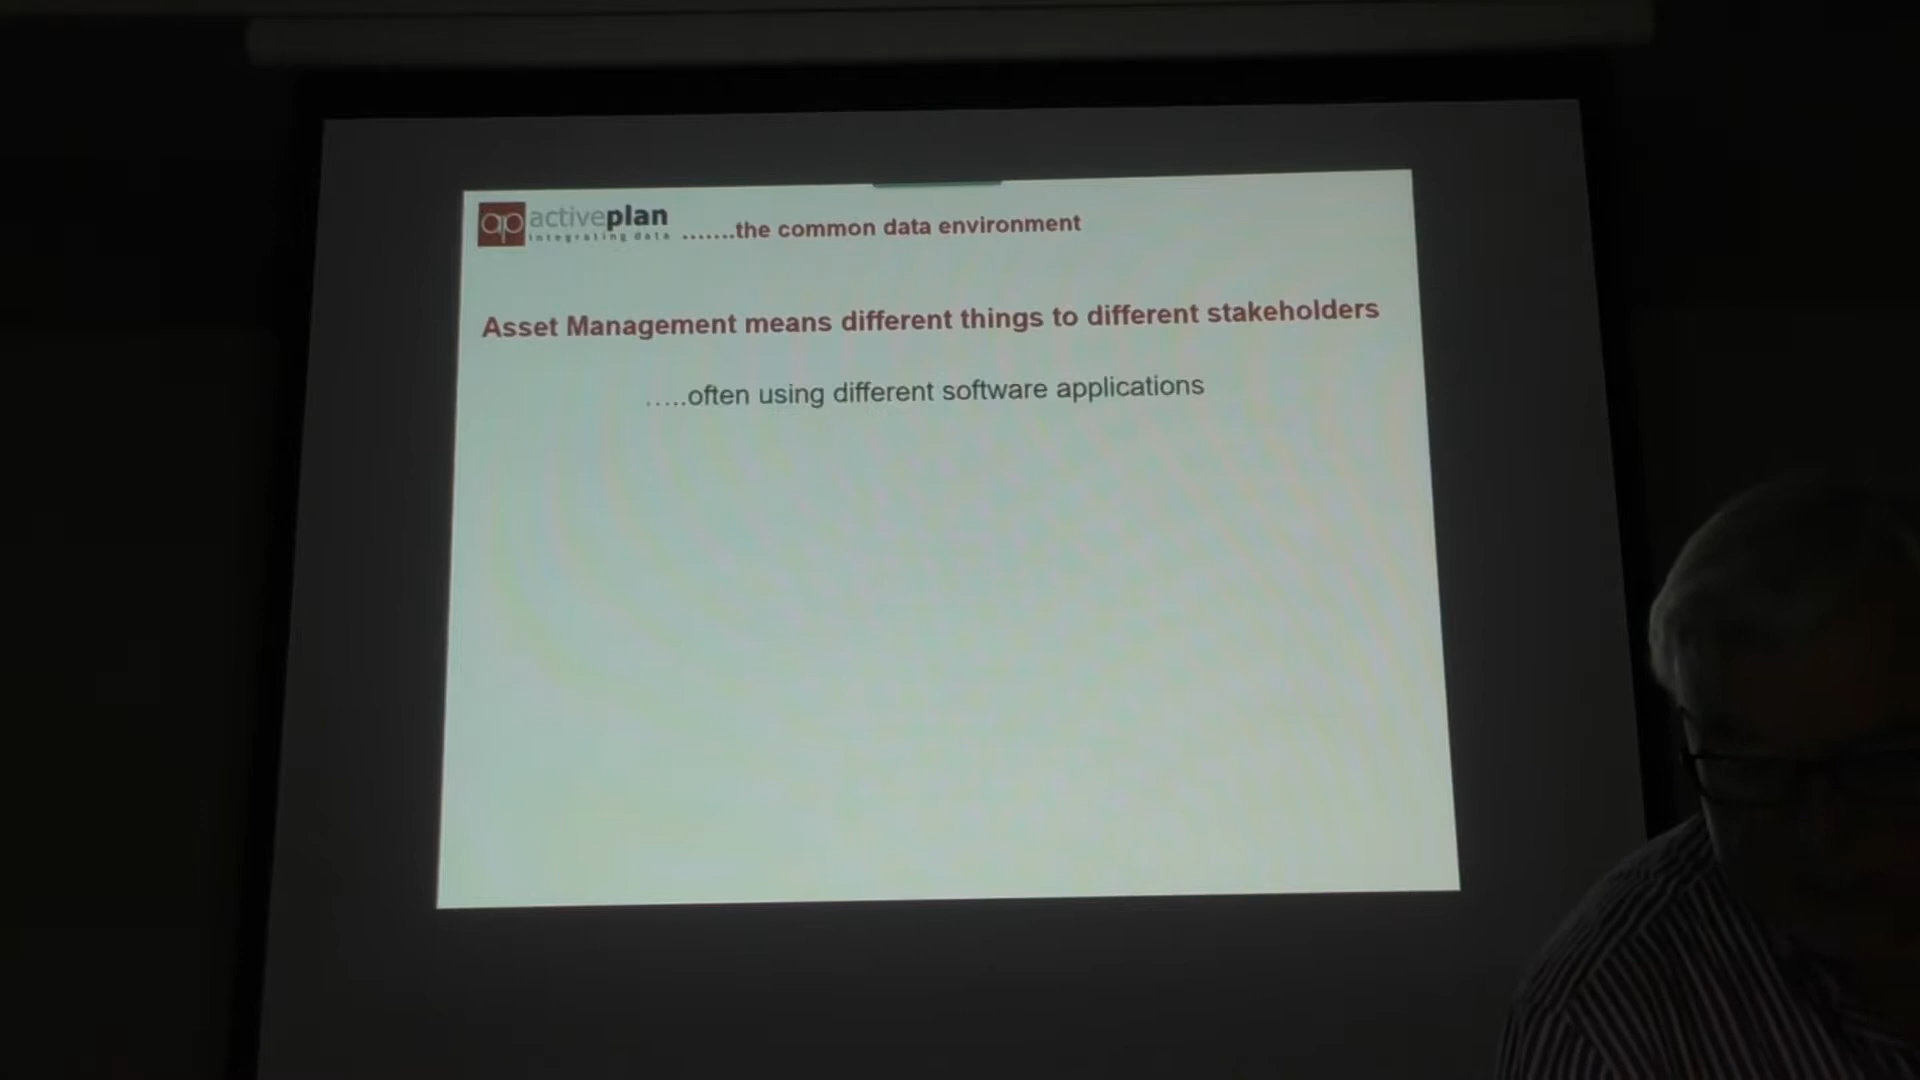 ap activeplan
integrating data
.......the common data environment
Asset Management means different things to different stakeholders
.....often using different software applications